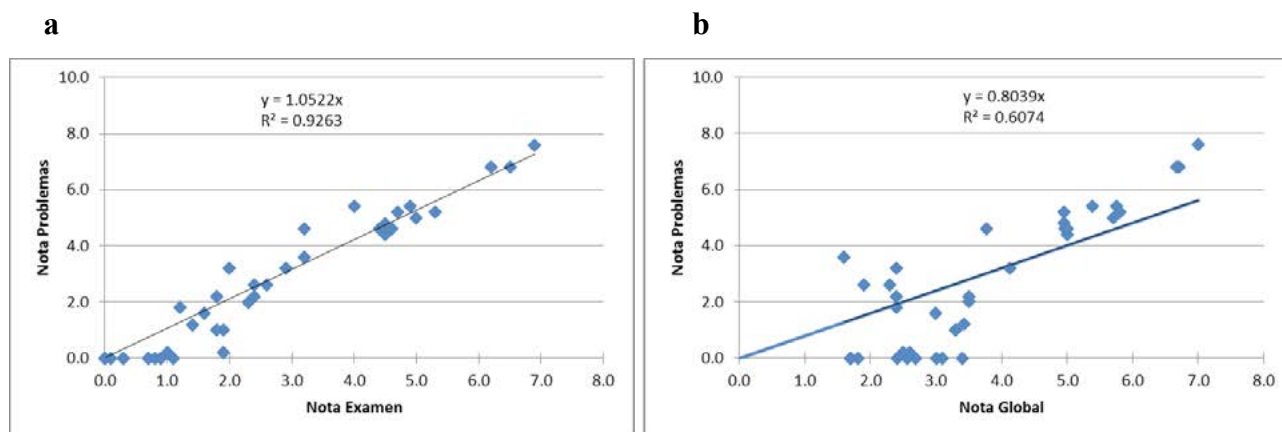 a
b
10.0
8.0
6.0
4.0
2.0
0.0
Nota Problemas
y = 1.0522x
R² = 0.9263
0.0 1.0 2.0 3.0 4.0 5.0 6.0 7.0 8.0
Nota Examen
10.0
8.0
6.0
4.0
2.0
0.0
Nota Problemas
y = 0.8039x
R² = 0.6074
0.0 1.0 2.0 3.0 4.0 5.0 6.0 7.0 8.0
Nota Global